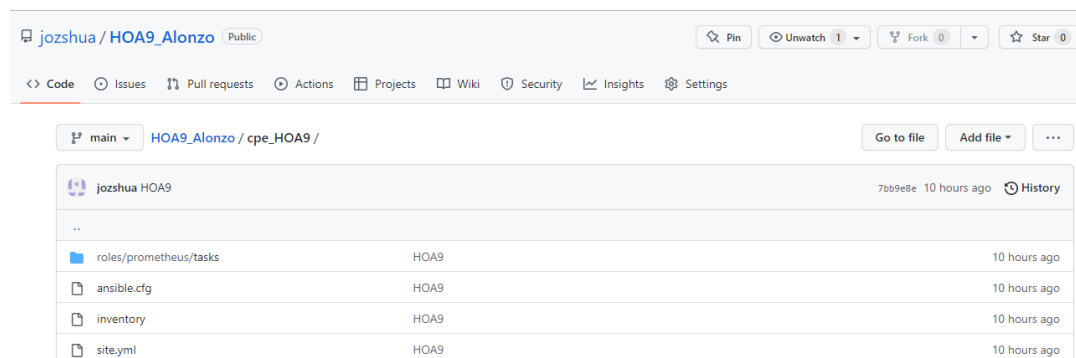 jozshua / HOA9_Alonzo Public Pin Unwatch 1 Fork 0 Star 0
Code Issues Pull requests Actions Projects Wiki Security Insights Settings
main HOA9_Alonzo / cpe_HOA9 / Go to file Add file ...
jozshua HOA9 7bb9e8e 10 hours ago History
..
roles/prometheus/tasks HOA9 10 hours ago
ansible.cfg HOA9 10 hours ago
inventory HOA9 10 hours ago
site.yml HOA9 10 hours ago